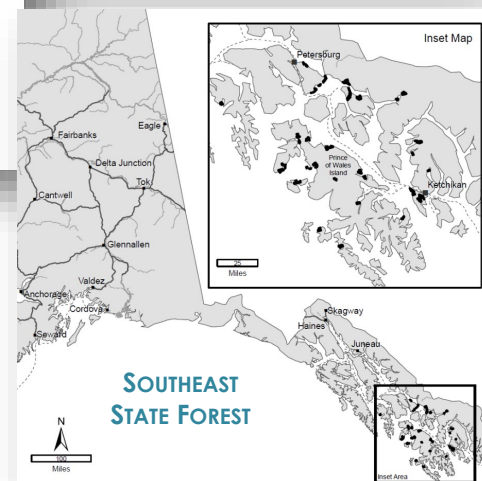 Inset Map
Petersburg
Prince
of Wales
Island
Ketchikan
25
Miles
Fairbanks
Eagle
Delta Junction
Tok
Cantwell
Glennallen
Valdez
Anchorage
Cordova
Seward
Skagway
Haines
Juneau
SOUTHEAST
STATE FOREST
N
100
Miles
Inset Area